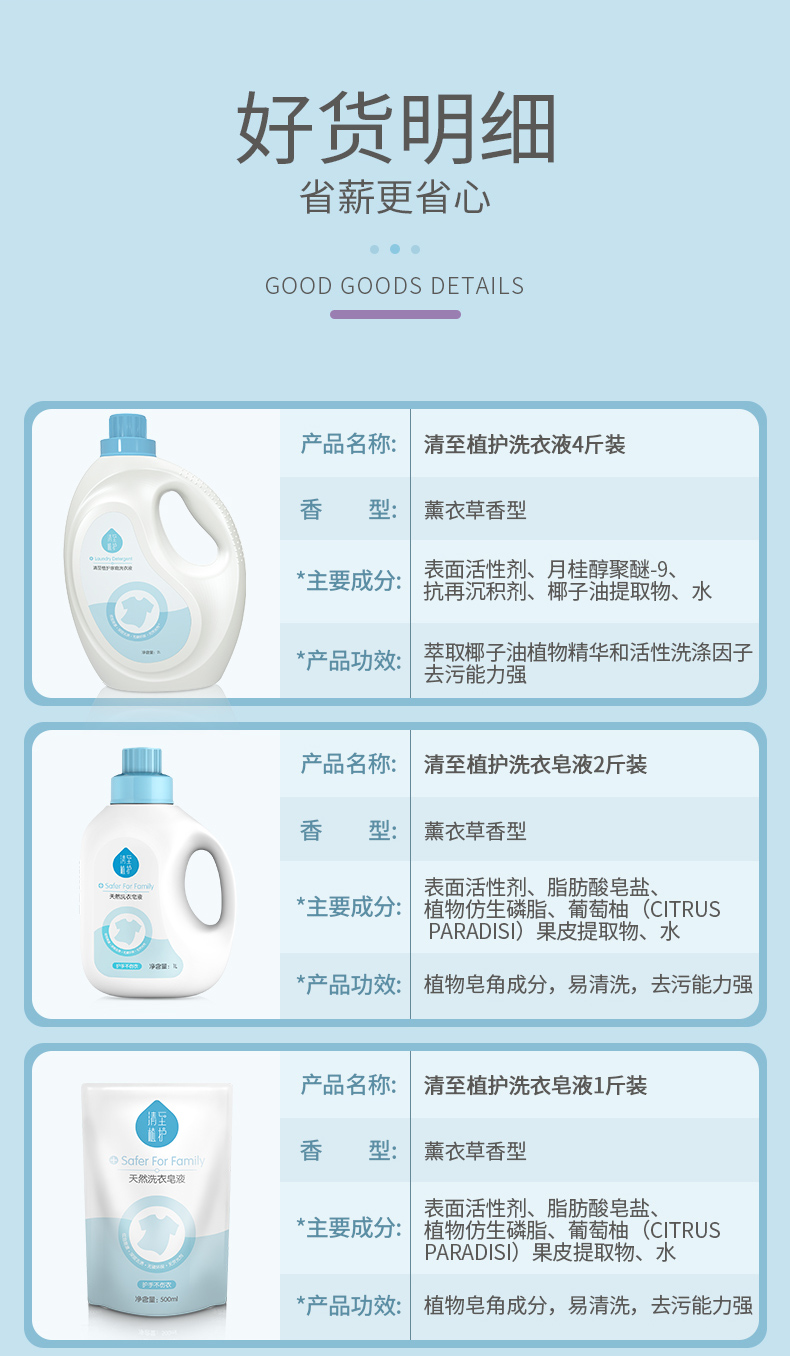 好货明细
省薪更省心
GOOD GOODS DETAILS
清至
植护
Laundry Detergent
清至植护家庭洗衣液
产品名称: 清至植护洗衣液4斤装
香 型: 薰衣草香型
*主要成分: 表面活性剂、月桂醇聚醚-9、
抗再沉积剂、椰子油提取物、水
*产品功效: 萃取椰子油植物精华和活性洗涤因子
去污能力强
清至
植护
Safer For Family
天然洗衣皂液
护手不伤衣 净含量：1L
产品名称: 清至植护洗衣皂液2斤装
香 型: 薰衣草香型
*主要成分: 表面活性剂、脂肪酸皂盐、
植物仿生磷脂、葡萄柚（CITRUS
PARADISI）果皮提取物、水
*产品功效: 植物皂角成分，易清洗，去污能力强
清至
植护
Safer For Family
天然洗衣皂液
护手不伤衣
净含量：500ml
产品名称: 清至植护洗衣皂液1斤装
香 型: 薰衣草香型
*主要成分: 表面活性剂、脂肪酸皂盐、
植物仿生磷脂、葡萄柚（CITRUS
PARADISI）果皮提取物、水
*产品功效: 植物皂角成分，易清洗，去污能力强